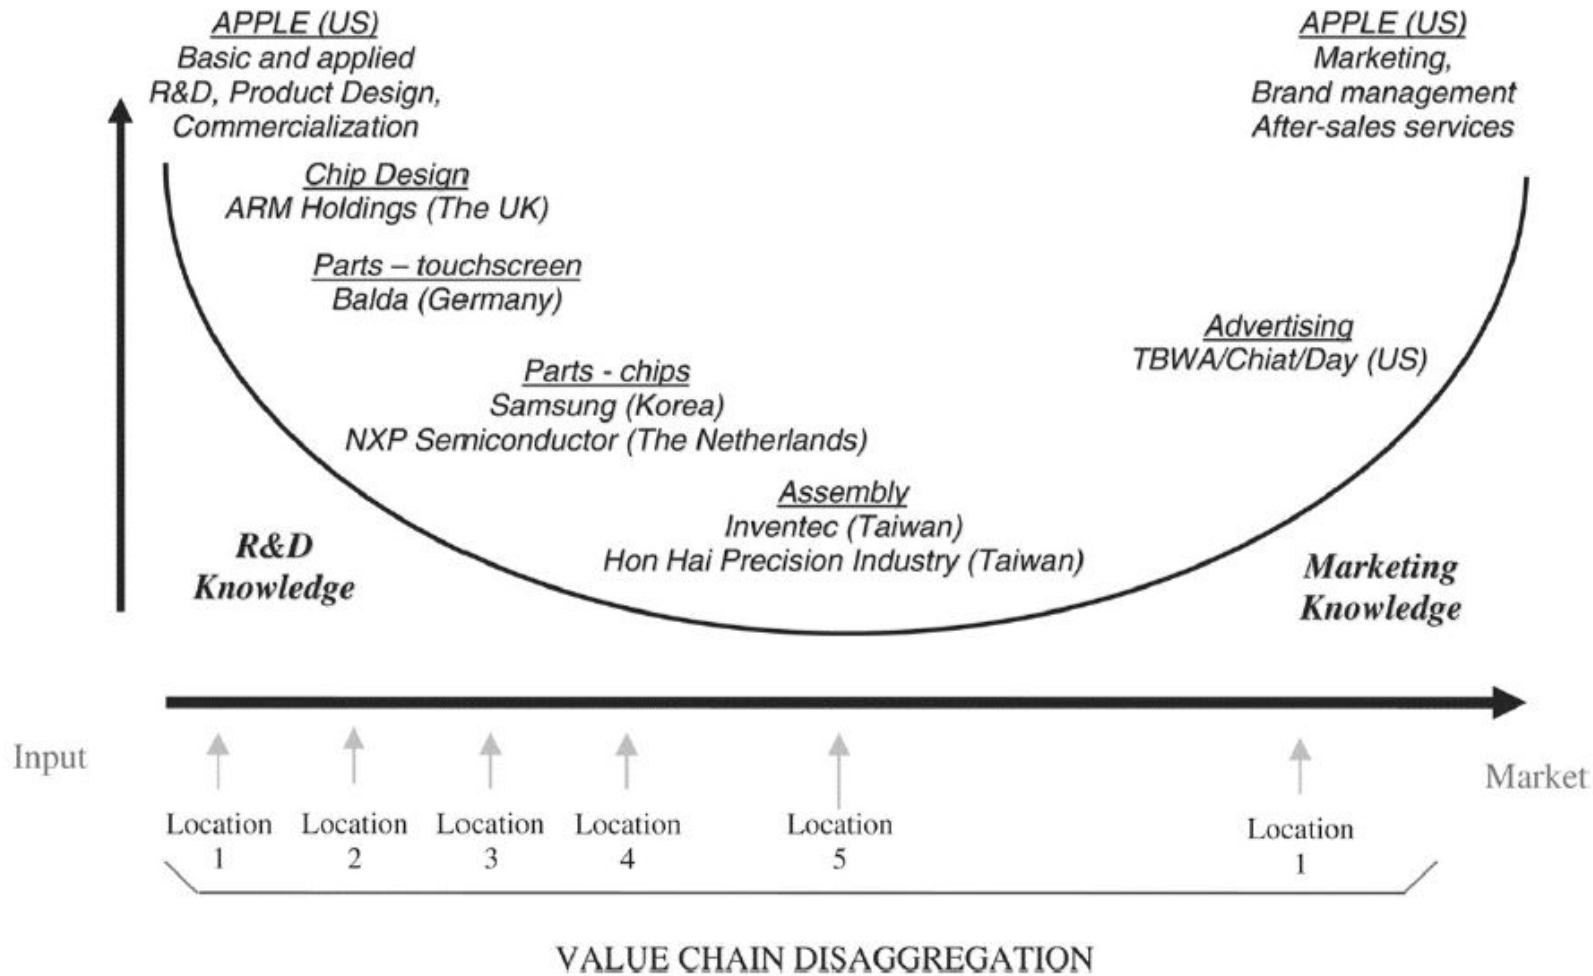 APPLE (US)
Basic and applied
R&D, Product Design,
Commercialization
Chip Design
ARM Holdings (The UK)
Parts – touchscreen
Balda (Germany)
Parts - chips
Samsung (Korea)
NXP Semiconductor (The Netherlands)
Assembly
Inventec (Taiwan)
Hon Hai Precision Industry (Taiwan)
APPLE (US)
Marketing,
Brand management
After-sales services
Advertising
TBWA/Chiat/Day (US)
R&D
Knowledge
Marketing
Knowledge
Input
Market
Location
1
Location
2
Location
3
Location
4
Location
5
Location
1
VALUE CHAIN DISAGGREGATION